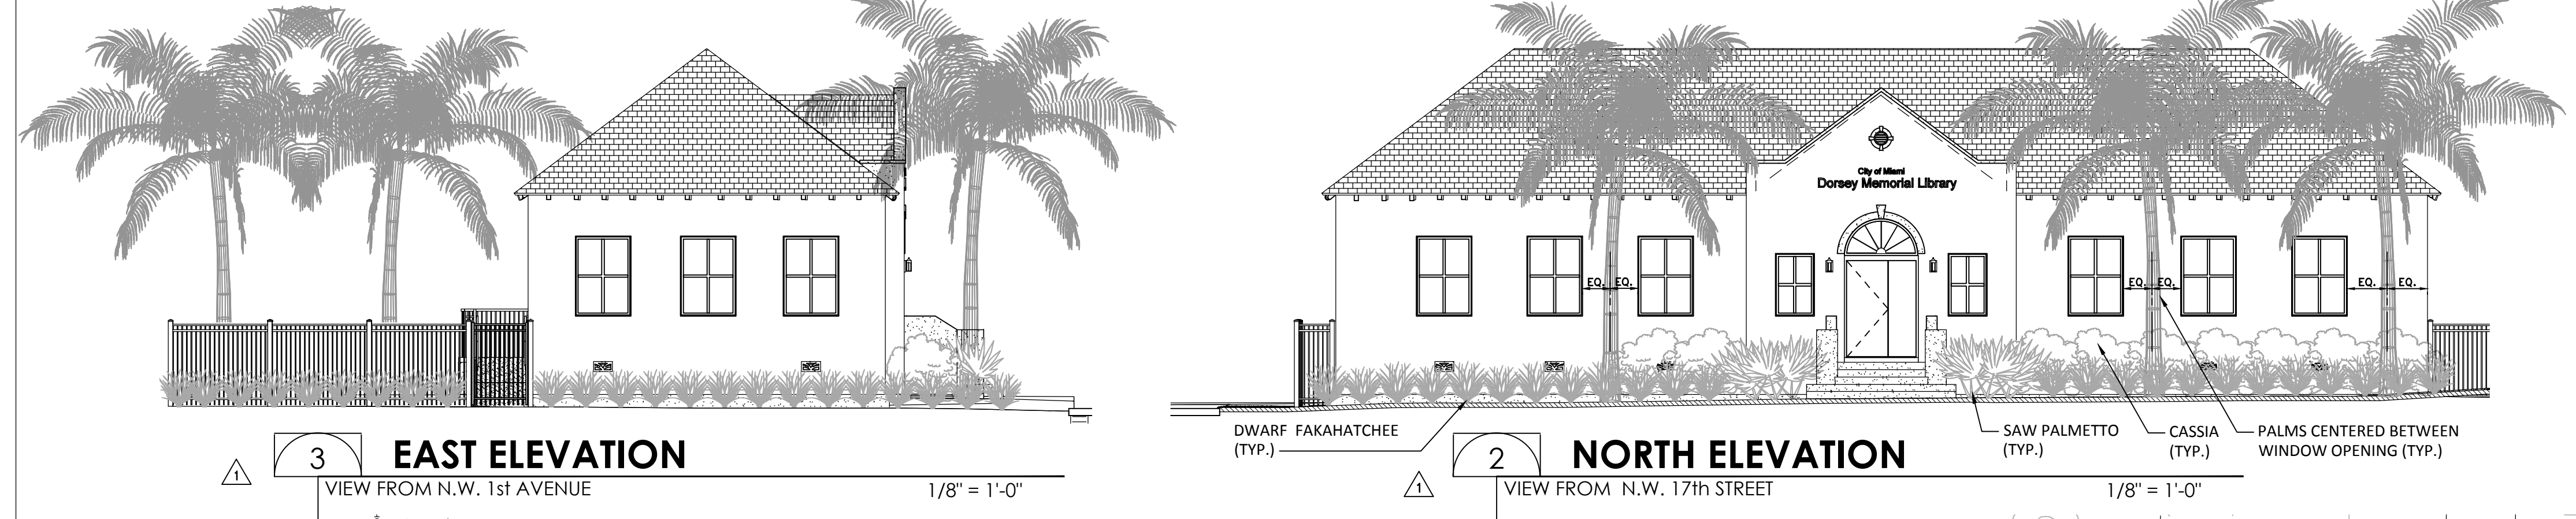 City of Miami
Dorsey Memorial Library
EQ. EQ.
EQ. EQ.
EQ. EQ.
3
EAST ELEVATION
1
VIEW FROM N.W. 1st AVENUE
1/8" = 1'-0"
DWARF FAKAHATCHEE
(TYP.)
2
NORTH ELEVATION
1
VIEW FROM N.W. 17th STREET
1/8" = 1'-0"
SAW PALMETTO
(TYP.)
CASSIA
(TYP.)
PALMS CENTERED BETWEEN
WINDOW OPENING (TYP.)